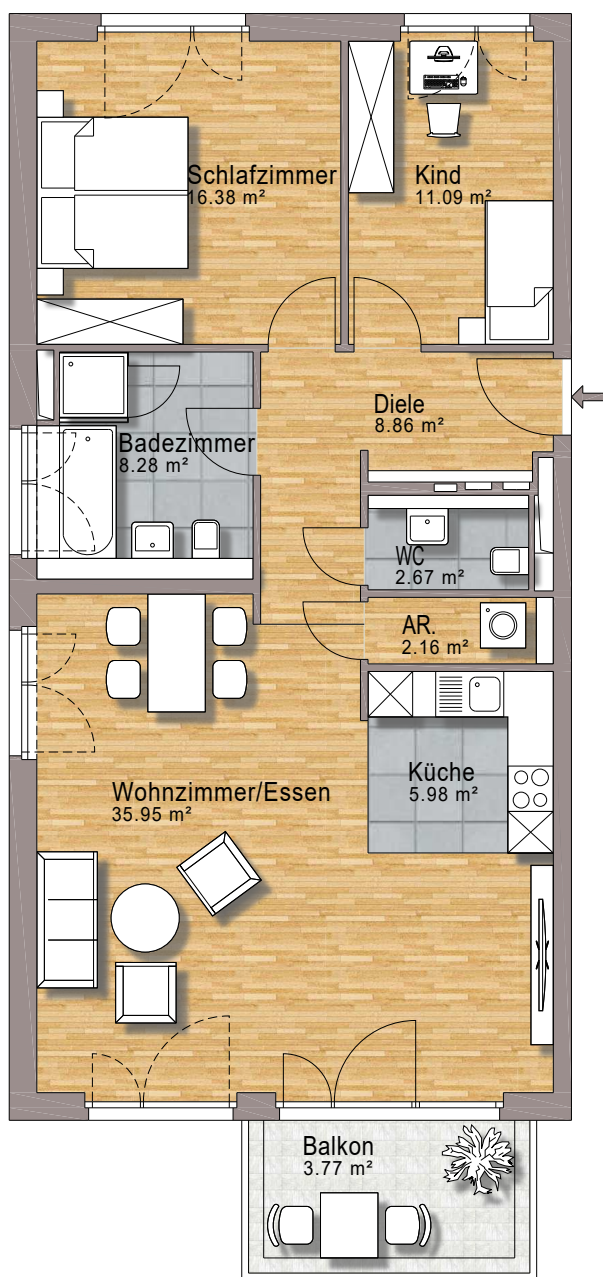 Schlafzimmer
16.38 m²
Kind
11.09 m²
Diele
8.86 m²
Badezimmer
8.28 m²
WC
2.67 m²
AR.
2.16 m²
Küche
5.98 m²
Wohnzimmer/Essen
35.95 m²
Balkon
3.77 m²